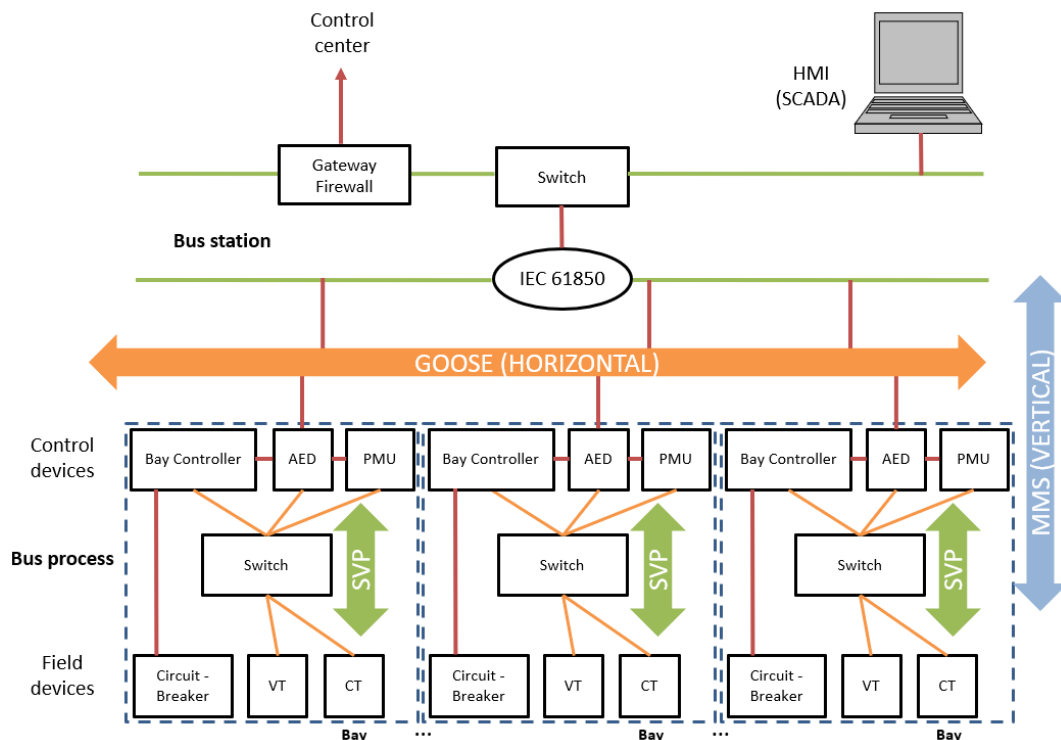 Control
center
HMI
(SCADA)
Gateway
Firewall
Switch
Bus station
IEC 61850
GOOSE (HORIZONTAL)
MMS (VERTICAL)
Control
devices
Bay Controller
AED
PMU
Bay Controller
AED
PMU
Bay Controller
AED
PMU
Bus process
Switch
SVP
Switch
SVP
Switch
SVP
Field
devices
Circuit -
Breaker
VT
CT
Circuit -
Breaker
VT
CT
Circuit -
Breaker
VT
CT
Bay
...
Bay
...
Bay